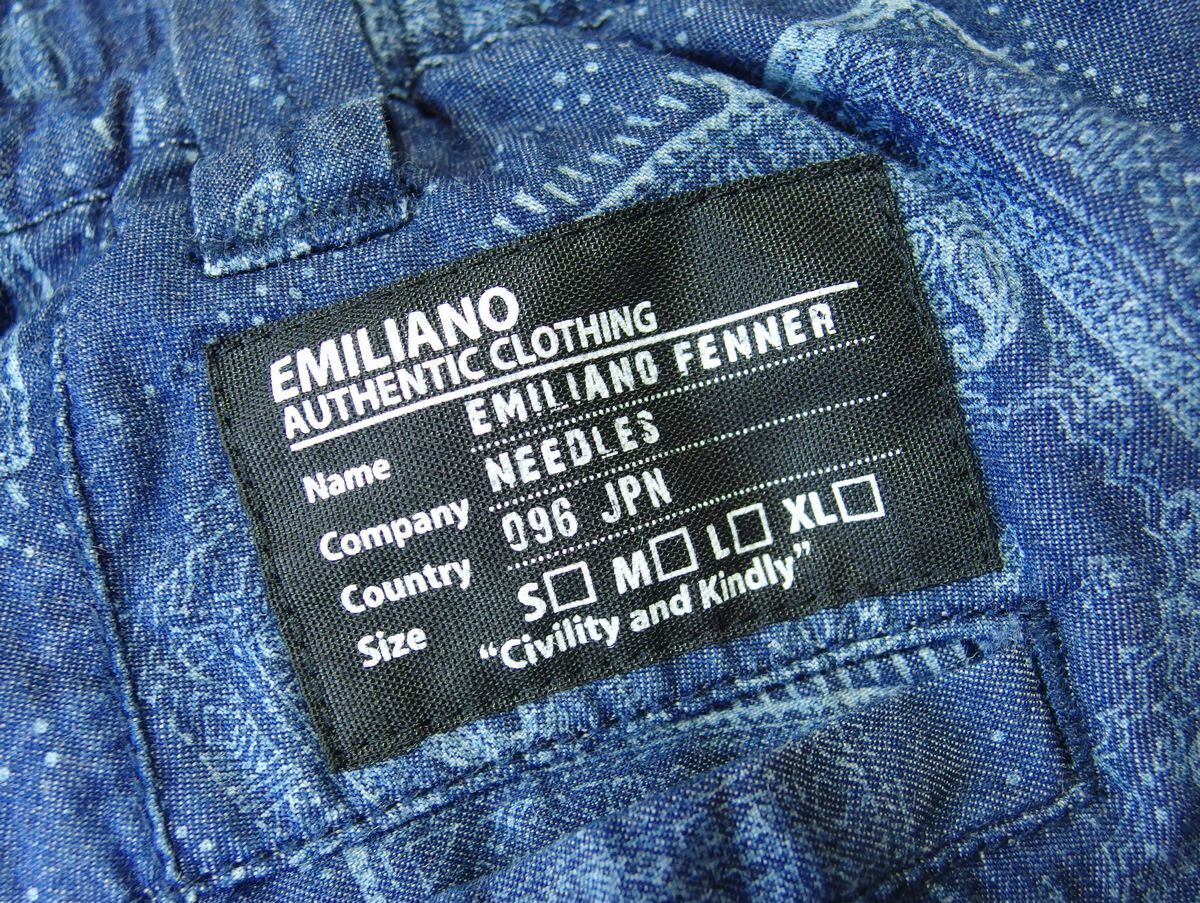 EMILIANO
AUTHENTIC CLOTHING
Name EMILIANO FENNER
Company NEEDLES
Country 096 JPN
Size S□ M□ L□ XL□
“Civility and Kindly”